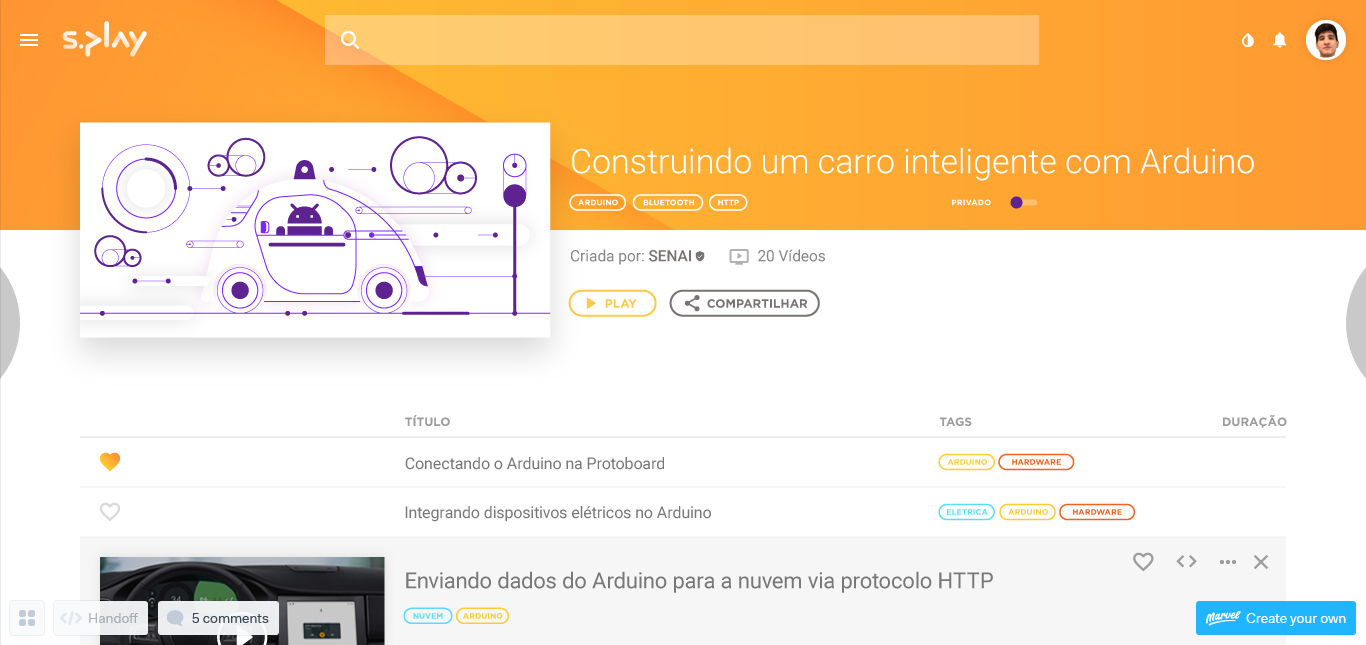 s.play
Construindo um carro inteligente com Arduino
ARDUINO BLUETOOTH HTTP PRIVADO
Criada por: SENAI 20 Vídeos
PLAY COMPARTILHAR
TÍTULO TAGS DURAÇÃO
Conectando o Arduino na Protoboard ARDUINO HARDWARE
Integrando dispositivos elétricos no Arduino ELETRICA ARDUINO HARDWARE
Enviando dados do Arduino para a nuvem via protocolo HTTP
NUVEM ARDUINO
Handoff 5 comments Marvel Create your own